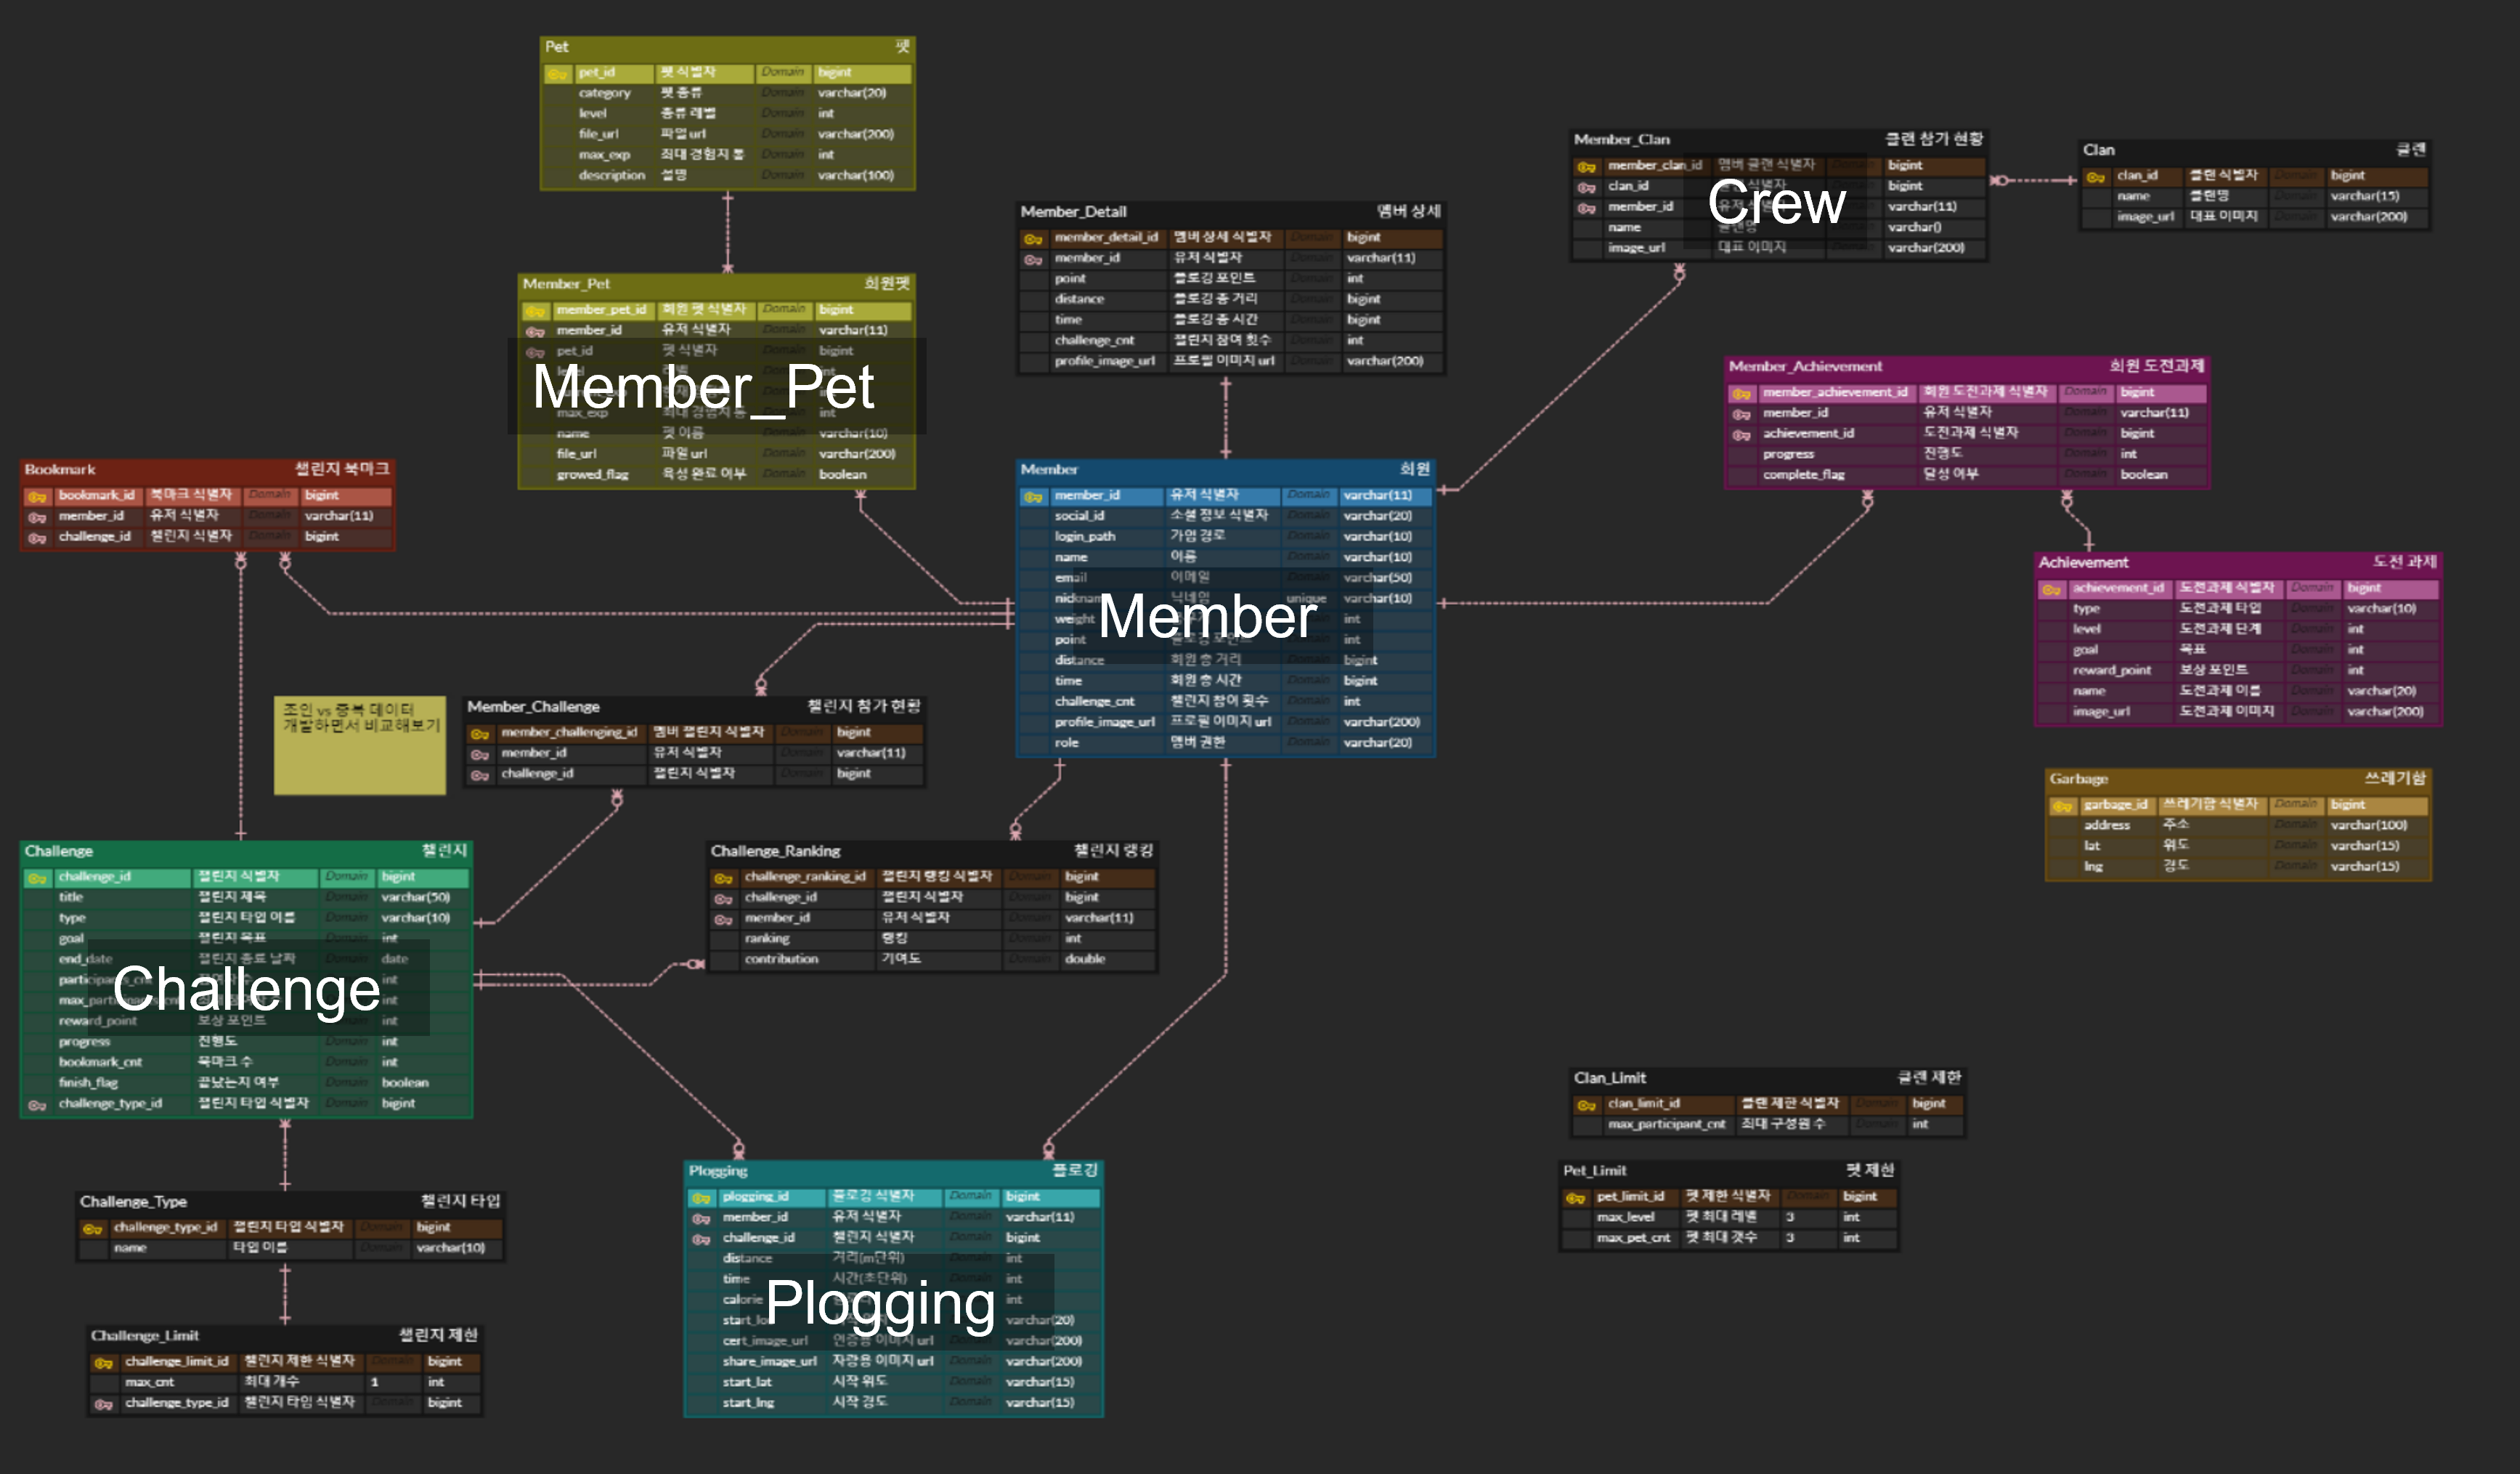 Pet 펫
pet_id 펫 식별자 Domain bigint
category 펫 종류 Domain varchar(20)
level 종류 레벨 Domain int
file_url 파일 url Domain varchar(200)
max_exp 최대 경험치 통 Domain int
description 설명 Domain varchar(100)
Member_Clan 클랜 참가 현황
member_clan_id 멤버 클랜 식별자 bigint
clan_id bigint
member_id varchar(11)
name varchar()
image_url 대표 이미지 varchar(200)
Crew
Clan 클랜
clan_id 클랜 식별자 Domain bigint
name 클랜명 Domain varchar(15)
image_url 대표 이미지 Domain varchar(200)
Member_Detail 멤버 상세
member_detail_id 멤버 상세 식별자 Domain bigint
member_id 유저 식별자 Domain varchar(11)
point 플로깅 포인트 Domain int
distance 플로깅 총 거리 Domain bigint
time 플로깅 총 시간 Domain bigint
challenge_cnt 챌린지 참여 횟수 Domain int
profile_image_url 프로필 이미지 url Domain varchar(200)
Member_Pet 회원펫
member_pet_id 회원 펫 식별자 Domain bigint
member_id 유저 식별자 Domain varchar(11)
pet_id 펫 식별자 Domain bigint
Member_Pet
max_exp 최대 경험치 통 int
name 펫 이름 Domain varchar(10)
file_url 파일 url Domain varchar(200)
growed_flag 육성 완료 여부 Domain boolean
Member_Achievement 회원 도전과제
member_achievement_id 회원 도전과제 식별자 Domain bigint
member_id 유저 식별자 Domain varchar(11)
achievement_id 도전과제 식별자 Domain bigint
progress 진행도 Domain int
complete_flag 달성 여부 Domain boolean
Bookmark 챌린지 북마크
bookmark_id 북마크 식별자 Domain bigint
member_id 유저 식별자 Domain varchar(11)
challenge_id 챌린지 식별자 Domain bigint
Member 회원
member_id 유저 식별자 Domain varchar(11)
social_id 소셜 정보 식별자 Domain varchar(20)
login_path 가입 경로 Domain varchar(10)
name 이름 Domain varchar(10)
email 이메일 Domain varchar(50)
닉네임 unique varchar(10)
weight int
Member
point 플로깅 포인트 int
distance 회원 총 거리 Domain bigint
time 회원 총 시간 Domain bigint
challenge_cnt 챌린지 참여 횟수 Domain int
profile_image_url 프로필 이미지 url Domain varchar(200)
role 멤버 권한 Domain varchar(20)
Achievement 도전 과제
achievement_id 도전과제 식별자 Domain bigint
type 도전과제 타입 Domain varchar(10)
level 도전과제 단계 Domain int
goal 목표 Domain int
reward_point 보상 포인트 Domain int
name 도전과제 이름 Domain varchar(20)
image_url 도전과제 이미지 Domain varchar(200)
조인 vs 중복 데이터
개발하면서 비교해보기
Member_Challenge 챌린지 참가 현황
member_challenging_id 멤버 챌린지 식별자 Domain bigint
member_id 유저 식별자 Domain varchar(11)
challenge_id 챌린지 식별자 Domain bigint
Garbage 쓰레기함
garbage_id 쓰레기함 식별자 Domain bigint
address 주소 Domain varchar(100)
lat 위도 Domain varchar(15)
lng 경도 Domain varchar(15)
Challenge 챌린지
challenge_id 챌린지 식별자 Domain bigint
title 챌린지 제목 Domain varchar(50)
type 챌린지 타입 이름 Domain varchar(10)
goal 챌린지 목표 Domain int
end_date 챌린지 종료 날짜 Domain date
int
Challenge
int
reward_point 보상 포인트 Domain int
progress 진행도 Domain int
bookmark_cnt 북마크 수 Domain int
finish_flag 끝났는지 여부 Domain boolean
challenge_type_id 챌린지 타입 식별자 Domain bigint
Challenge_Ranking 챌린지 랭킹
challenge_ranking_id 챌린지 랭킹 식별자 Domain bigint
challenge_id 챌린지 식별자 Domain bigint
member_id 유저 식별자 Domain varchar(11)
ranking 랭킹 Domain int
contribution 기여도 Domain double
Clan_Limit 클랜 제한
clan_limit_id 클랜 제한 식별자 Domain bigint
max_participant_cnt 최대 구성원 수 Domain int
Pet_Limit 펫 제한
pet_limit_id 펫 제한 식별자 Domain bigint
max_level 펫 최대 레벨 3 int
max_pet_cnt 펫 최대 갯수 3 int
Challenge_Type 챌린지 타입
challenge_type_id 챌린지 타입 식별자 Domain bigint
name 타입 이름 Domain varchar(10)
Plogging 플로깅
plogging_id 플로깅 식별자 Domain bigint
member_id 유저 식별자 Domain varchar(11)
challenge_id 챌린지 식별자 Domain bigint
distance 거리(m단위) Domain int
time 시간(초단위) Domain int
calorie int
Plogging
varchar(20)
cert_image_url 인증용 이미지 url Domain varchar(200)
share_image_url 자랑용 이미지 url Domain varchar(200)
start_lat 시작 위도 Domain varchar(15)
start_lng 시작 경도 Domain varchar(15)
Challenge_Limit 챌린지 제한
challenge_limit_id 챌린지 제한 식별자 Domain bigint
max_cnt 최대 개수 1 int
challenge_type_id 챌린지 타입 식별자 Domain bigint